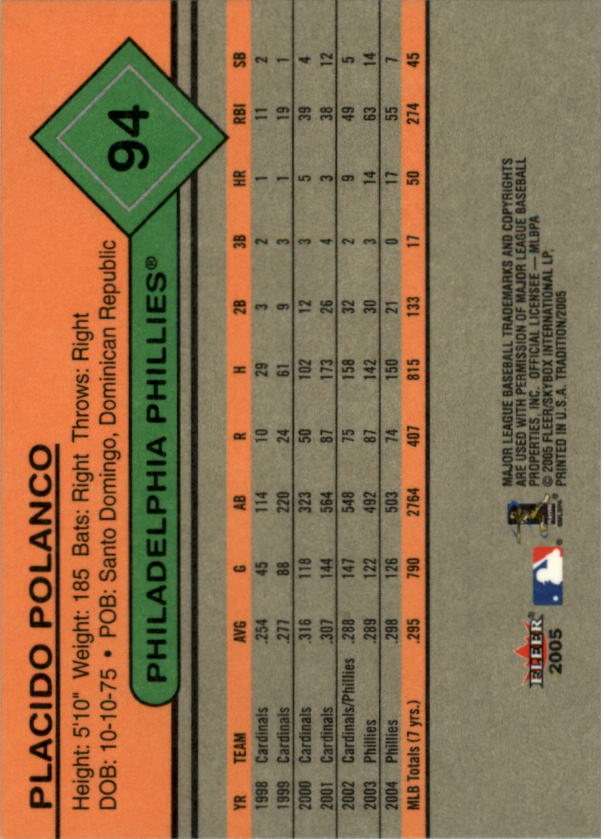 PLACIDO POLANCO
Height: 5'10" Weight: 185 Bats: Right Throws: Right
DOB: 10-10-75 • POB: Santo Domingo, Dominican Republic
94
PHILADELPHIA PHILLIES®
YR TEAM AVG G AB R H 2B 3B HR RBI SB
1998 Cardinals .254 45 114 10 29 3 2 1 11 2
1999 Cardinals .277 88 220 24 61 9 3 1 19 1
2000 Cardinals .316 118 323 50 102 12 3 5 39 4
2001 Cardinals .307 144 564 87 173 26 4 3 38 12
2002 Cardinals/Phillies .288 147 548 75 158 32 2 9 49 5
2003 Phillies .289 122 492 87 142 30 3 14 63 14
2004 Phillies .298 126 503 74 150 21 0 17 55 7
MLB Totals (7 yrs.) .295 790 2764 407 815 133 17 50 274 45
FLEER®
2005
MAJOR LEAGUE BASEBALL TRADEMARKS AND COPYRIGHTS
ARE USED WITH PERMISSION OF MAJOR LEAGUE BASEBALL
PROPERTIES, INC. OFFICIAL LICENSEE — MLBPA
© 2005 FLEER/SKYBOX INTERNATIONAL LP.
PRINTED IN U.S.A. TRADITION/2005